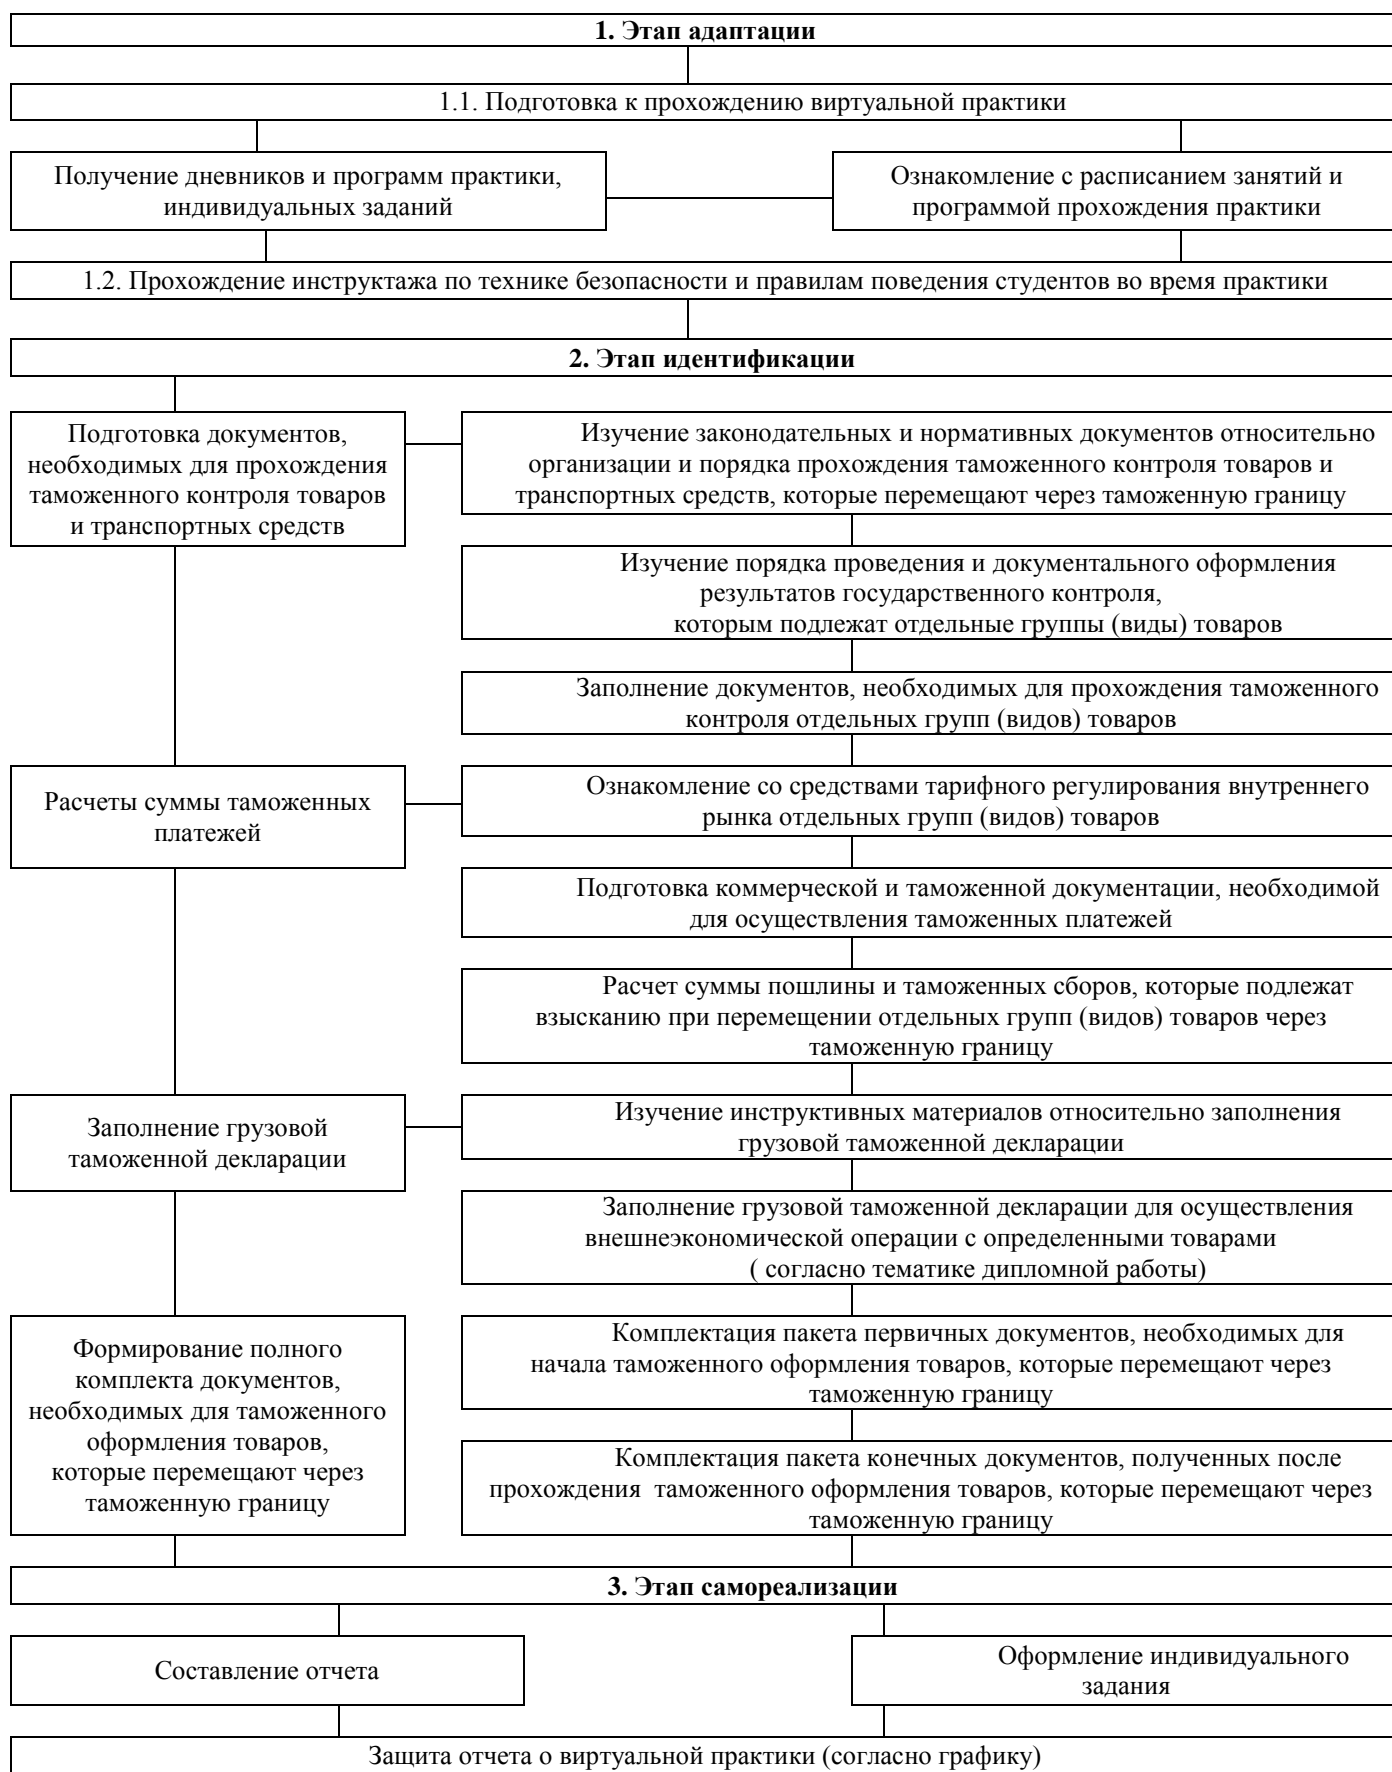 1. Этап адаптации
1.1. Подготовка к прохождению виртуальной практики
Получение дневников и программ практики,
индивидуальных заданий
Ознакомление с расписанием занятий и
программой прохождения практики
1.2. Прохождение инструктажа по технике безопасности и правилам поведения студентов во время практики
2. Этап идентификации
Подготовка документов,
необходимых для прохождения
таможенного контроля товаров
и транспортных средств
Изучение законодательных и нормативных документов относительно
организации и порядка прохождения таможенного контроля товаров и
транспортных средств, которые перемещают через таможенную границу
Изучение порядка проведения и документального оформления
результатов государственного контроля,
которым подлежат отдельные группы (виды) товаров
Заполнение документов, необходимых для прохождения таможенного
контроля отдельных групп (видов) товаров
Расчеты суммы таможенных
платежей
Ознакомление со средствами тарифного регулирования внутреннего
рынка отдельных групп (видов) товаров
Подготовка коммерческой и таможенной документации, необходимой
для осуществления таможенных платежей
Расчет суммы пошлины и таможенных сборов, которые подлежат
взысканию при перемещении отдельных групп (видов) товаров через
таможенную границу
Заполнение грузовой
таможенной декларации
Изучение инструктивных материалов относительно заполнения
грузовой таможенной декларации
Заполнение грузовой таможенной декларации для осуществления
внешнеэкономической операции с определенными товарами
( согласно тематике дипломной работы)
Формирование полного
комплекта документов,
необходимых для таможенного
оформления товаров,
которые перемещают через
таможенную границу
Комплектация пакета первичных документов, необходимых для
начала таможенного оформления товаров, которые перемещают через
таможенную границу
Комплектация пакета конечных документов, полученных после
прохождения таможенного оформления товаров, которые перемещают через
таможенную границу
3. Этап самореализации
Составление отчета
Оформление индивидуального
задания
Защита отчета о виртуальной практики (согласно графику)